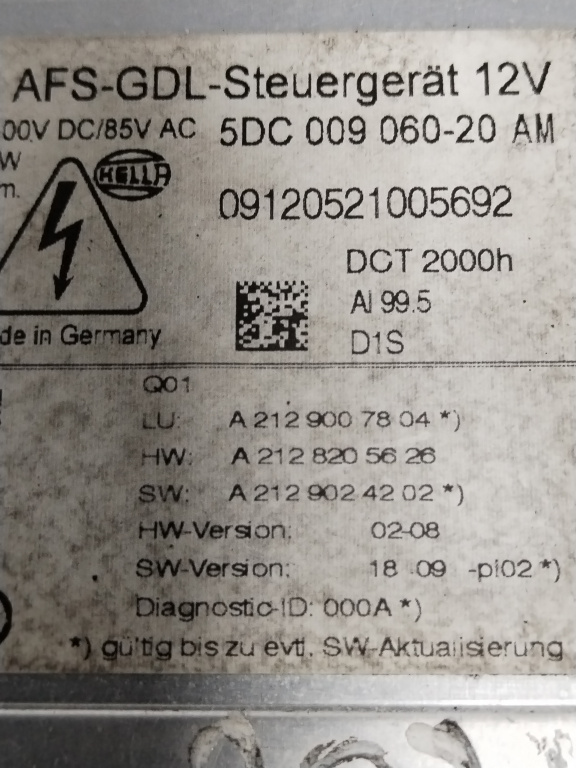 AFS-GDL-Steuergerät 12V
00V DC/85V AC 5DC 009 060-20 AM
W
m.
HELLA
09120521005692
DCT 2000h
Al 99.5
de in Germany
D1S
Q01
LU: A 212 900 78 04 *)
HW: A 212 820 56 26
SW: A 212 902 42 02 *)
HW-Version: 02-08
SW-Version: 18 09 -pl02 *)
Diagnostic-ID: 000A *)
*) gültig bis zu evtl. SW-Aktualisierung